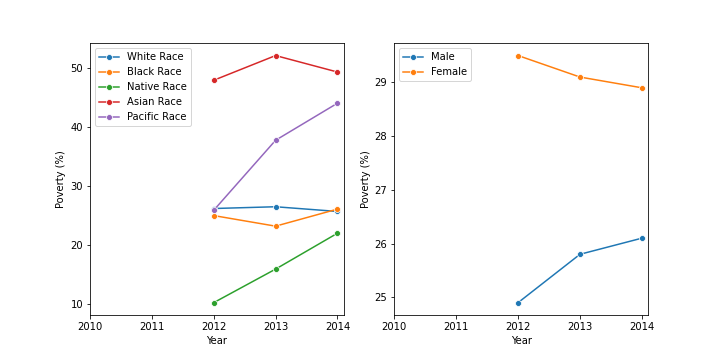 White Race
Black Race
Native Race
Asian Race
Pacific Race
50
40
30
20
10
Poverty (%)
2010 2011 2012 2013 2014
Year
Male
Female
29
28
27
26
25
Poverty (%)
2010 2011 2012 2013 2014
Year